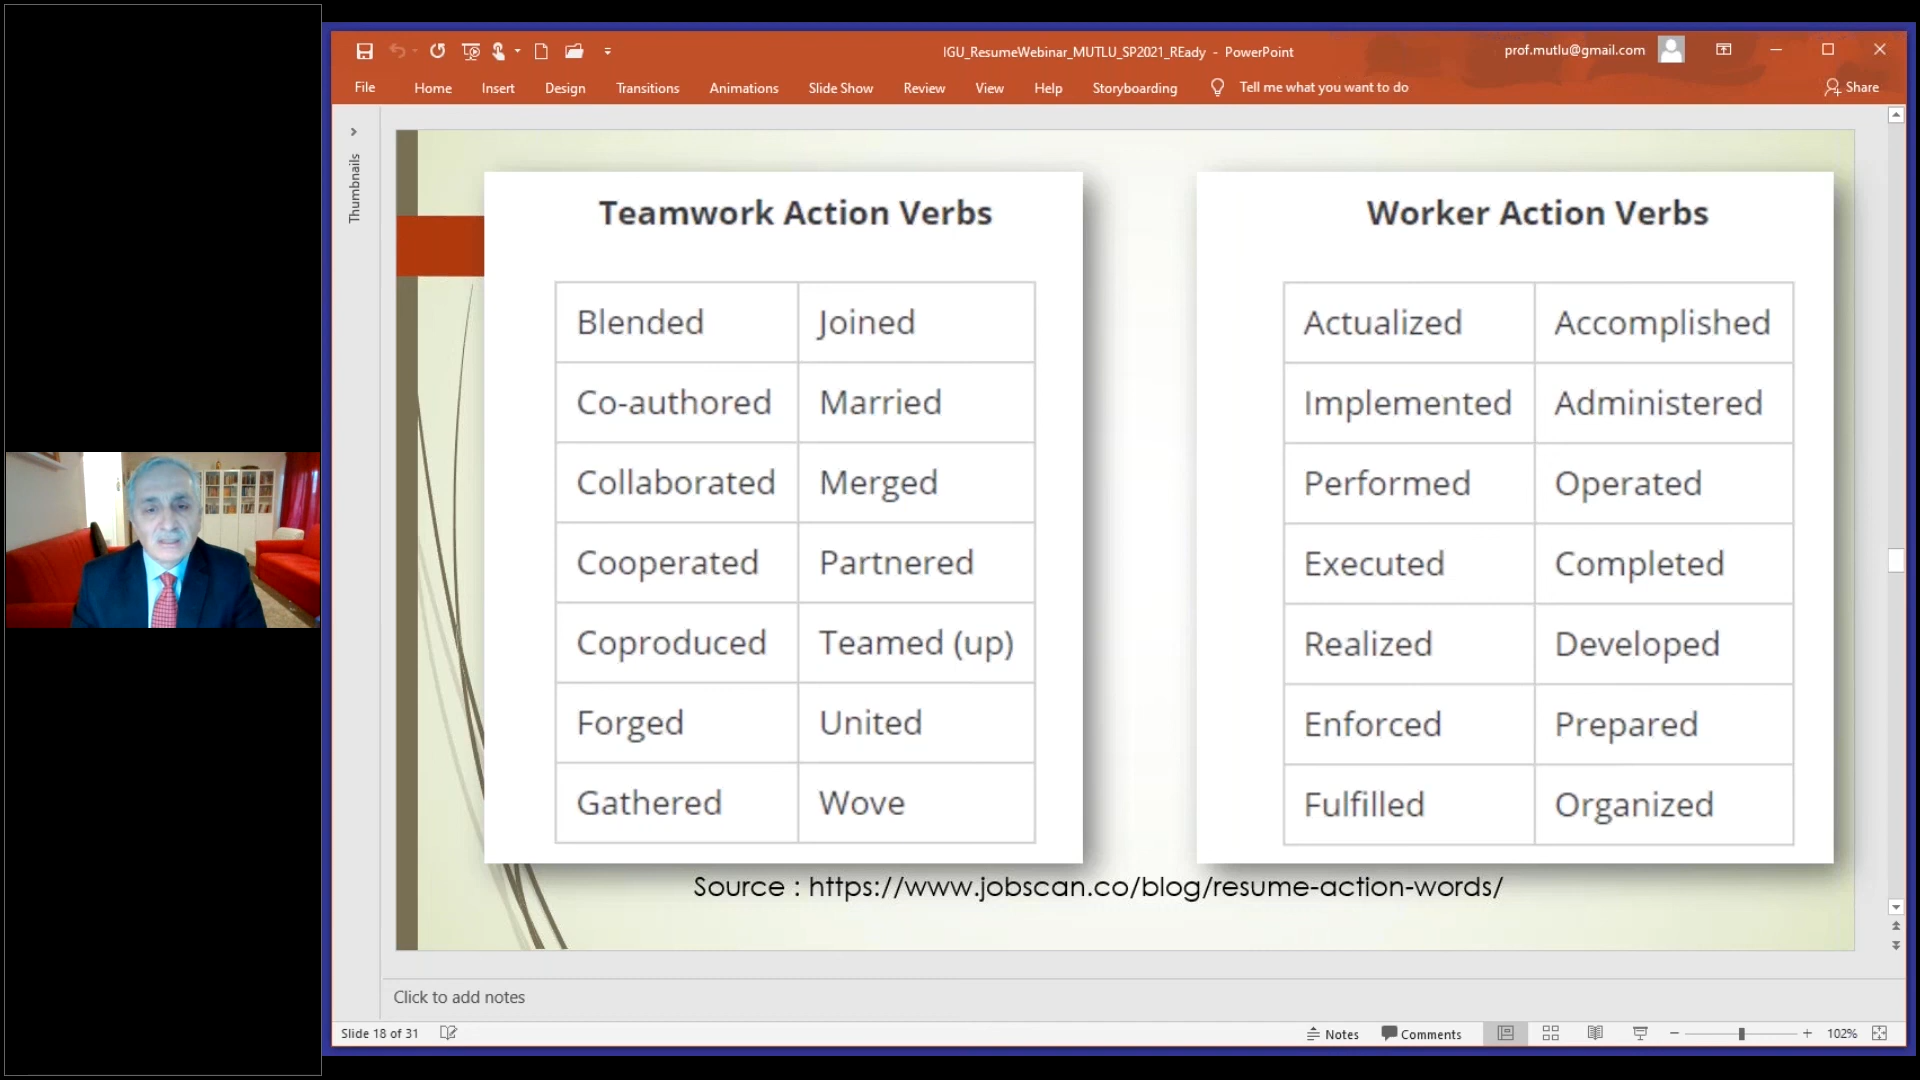 IGU_ResumeWebinar_MUTLU_SP2021_REady - PowerPoint
prof.mutlu@gmail.com
File Home Insert Design Transitions Animations Slide Show Review View Help Storyboarding Tell me what you want to do Share
Thumbnails
Teamwork Action Verbs
Blended Joined
Co-authored Married
Collaborated Merged
Cooperated Partnered
Coproduced Teamed (up)
Forged United
Gathered Wove
Worker Action Verbs
Actualized Accomplished
Implemented Administered
Performed Operated
Executed Completed
Realized Developed
Enforced Prepared
Fulfilled Organized
Source : https://www.jobscan.co/blog/resume-action-words/
Click to add notes
Slide 18 of 31 Notes Comments 102%